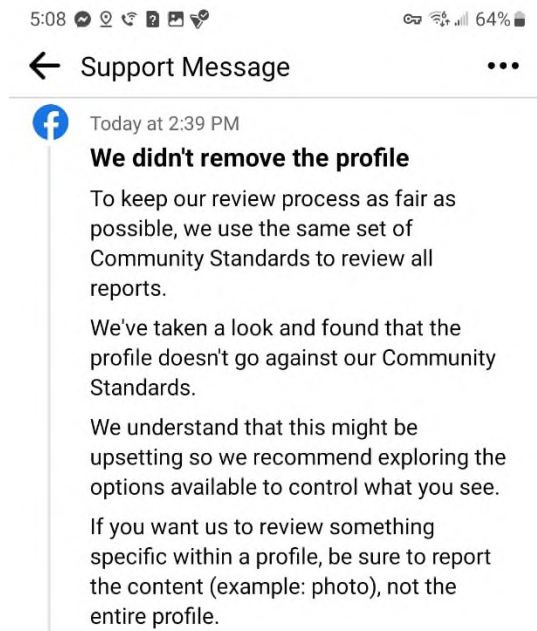 5:08 64%
Support Message
Today at 2:39 PM
We didn't remove the profile
To keep our review process as fair as
possible, we use the same set of
Community Standards to review all
reports.
We've taken a look and found that the
profile doesn't go against our Community
Standards.
We understand that this might be
upsetting so we recommend exploring the
options available to control what you see.
If you want us to review something
specific within a profile, be sure to report
the content (example: photo), not the
entire profile.